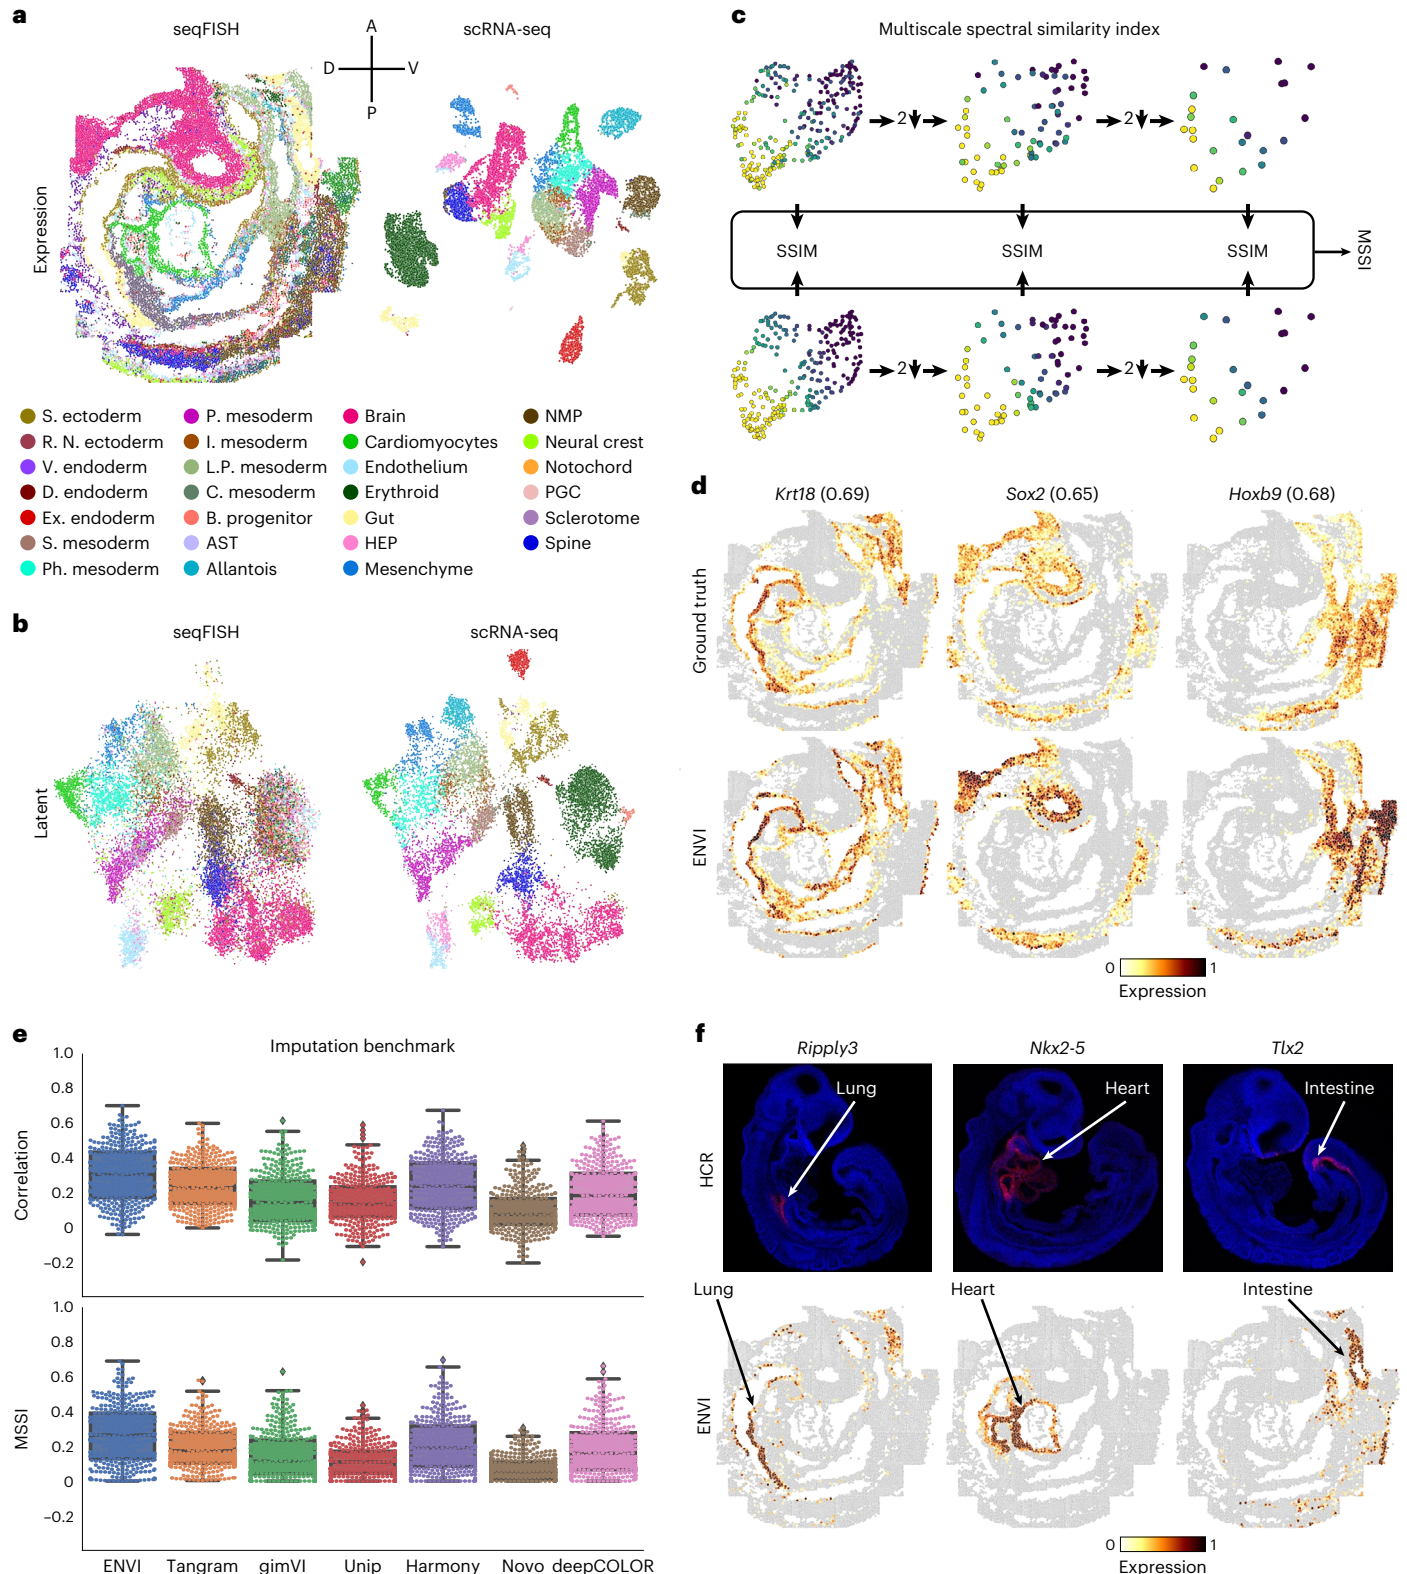 a
seqFISH
scRNA-seq
A
D
V
P
Expression
S. ectoderm
R. N. ectoderm
V. endoderm
D. endoderm
Ex. endoderm
S. mesoderm
Ph. mesoderm
P. mesoderm
I. mesoderm
L.P. mesoderm
C. mesoderm
B. progenitor
AST
Allantois
Brain
Cardiomyocytes
Endothelium
Erythroid
Gut
HEP
Mesenchyme
NMP
Neural crest
Notochord
PGC
Sclerotome
Spine
b
seqFISH
scRNA-seq
Latent
c
Multiscale spectral similarity index
2
2
SSIM
SSIM
SSIM
MSSI
2
2
d
Krt18 (0.69)
Sox2 (0.65)
Hoxb9 (0.68)
Ground truth
ENVI
0
1
Expression
e
Imputation benchmark
Correlation
1.0
0.8
0.6
0.4
0.2
0
–0.2
MSSI
1.0
0.8
0.6
0.4
0.2
0
–0.2
ENVI
Tangram
gimVI
Unip
Harmony
Novo
deepCOLOR
f
Ripply3
Nkx2-5
Tlx2
HCR
Lung
Heart
Intestine
Lung
Heart
Intestine
ENVI
0
1
Expression